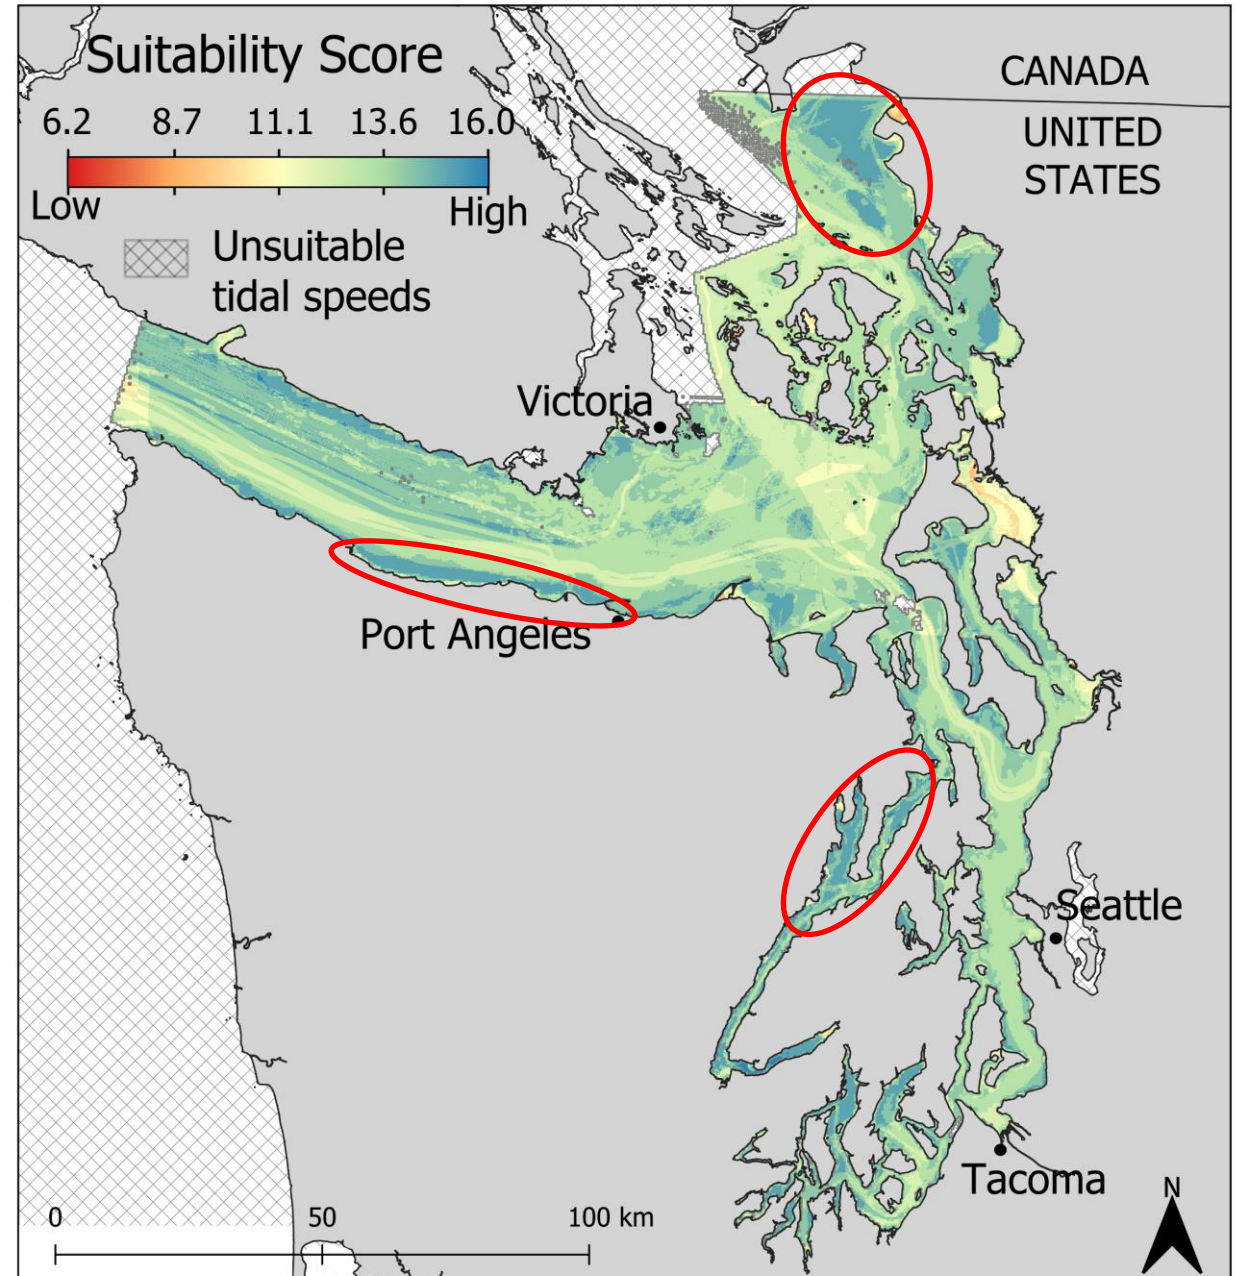 Suitability Score
6.2 8.7 11.1 13.6 16.0
Low High
Unsuitable
tidal speeds
CANADA
UNITED
STATES
Victoria
Port Angeles
Seattle
Tacoma
N
0 50 100 km